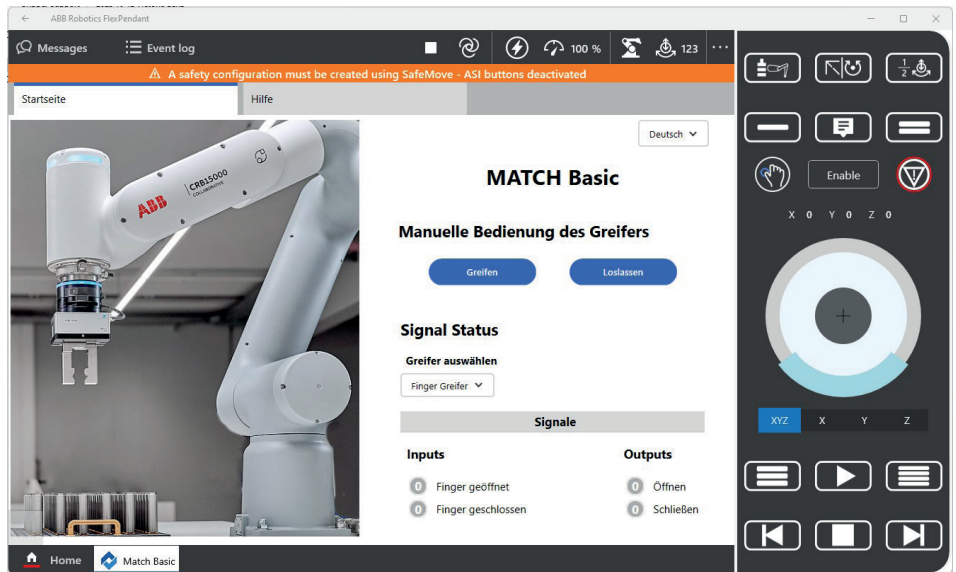 ABB Robotics FlexPendant
Messages Event log 100 % 123 ...
A safety configuration must be created using SafeMove - ASI buttons deactivated
Startseite Hilfe
Deutsch
MATCH Basic
CRB15000
COLLABORATIVE
ABB
Manuelle Bedienung des Greifers
Greifen Loslassen
Signal Status
Greifer auswählen
Finger Greifer
Signale
Inputs Outputs
0 Finger geöffnet 0 Öffnen
0 Finger geschlossen 0 Schließen
Home Match Basic
1
2
Enable
X 0 Y 0 Z 0
XYZ X Y Z